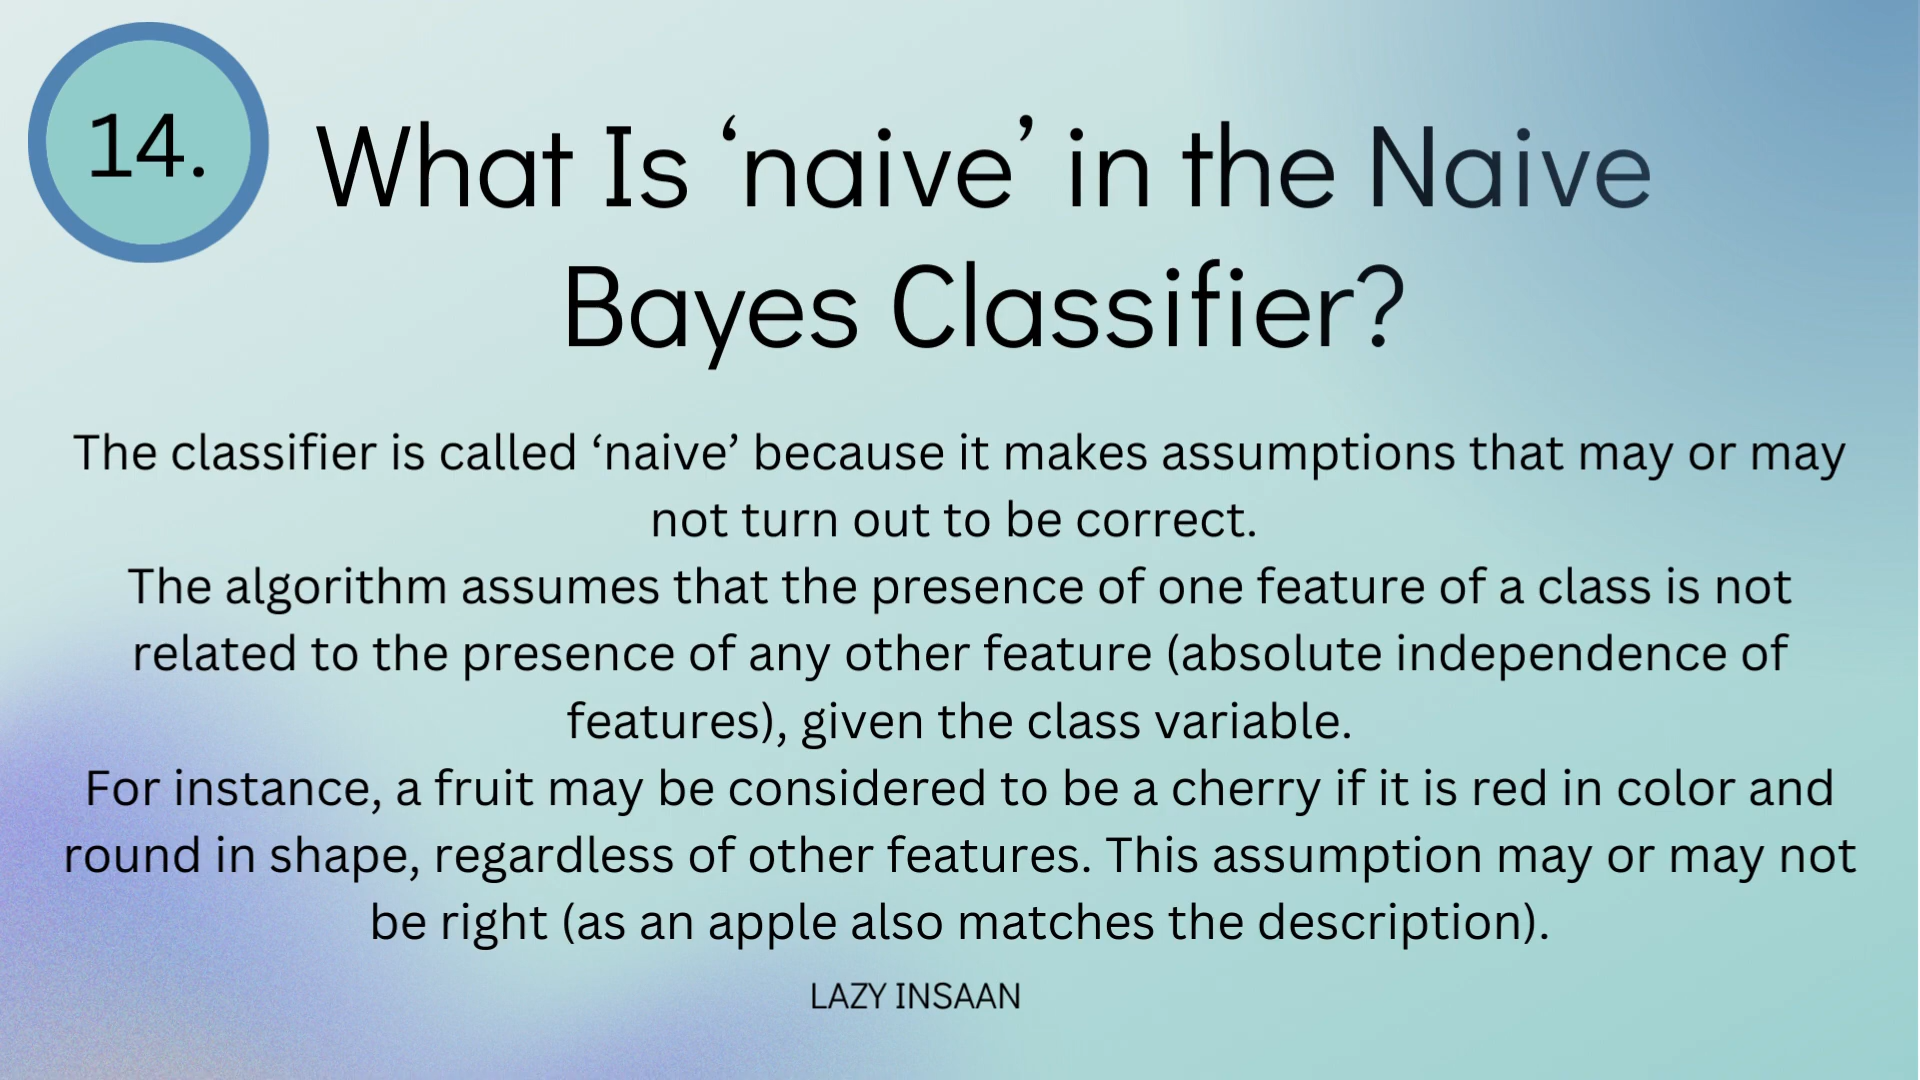 14.
What Is ‘naive’ in the Naive
Bayes Classifier?
The classifier is called ‘naive’ because it makes assumptions that may or may
not turn out to be correct.
The algorithm assumes that the presence of one feature of a class is not
related to the presence of any other feature (absolute independence of
features), given the class variable.
For instance, a fruit may be considered to be a cherry if it is red in color and
round in shape, regardless of other features. This assumption may or may not
be right (as an apple also matches the description).
LAZY INSAAN